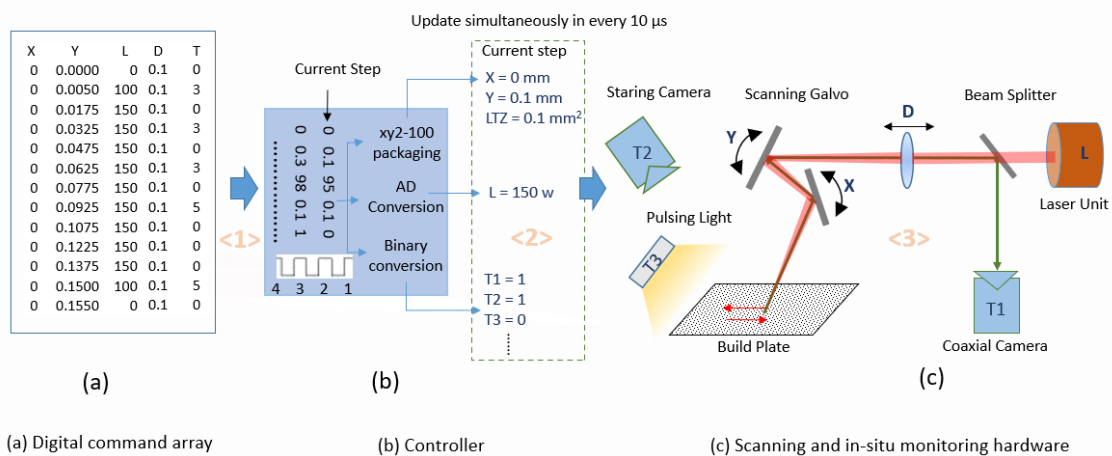 Update simultaneously in every 10 µs
X Y L D T
0 0.0000 0 0.1 0
0 0.0050 100 0.1 3
0 0.0175 150 0.1 0
0 0.0325 150 0.1 3
0 0.0475 150 0.1 0
0 0.0625 150 0.1 3
0 0.0775 150 0.1 0
0 0.0925 150 0.1 5
0 0.1075 150 0.1 0
0 0.1225 150 0.1 0
0 0.1375 150 0.1 0
0 0.1500 100 0.1 5
0 0.1550 0 0.1 0
(a)
<1>
Current Step
0 0.1 95 0.1 0
0 0.3 98 0.1 1
xy2-100
packaging
AD
Conversion
Binary
conversion
4 3 2 1
(b)
Current step
X = 0 mm
Y = 0.1 mm
LTZ = 0.1 mm²
L = 150 w
<2>
T1 = 1
T2 = 1
T3 = 0
Staring Camera
T2
Scanning Galvo
Y
X
D
Beam Splitter
L
Laser Unit
Pulsing Light
T3
<3>
Build Plate
T1
Coaxial Camera
(c)
(a) Digital command array
(b) Controller
(c) Scanning and in-situ monitoring hardware